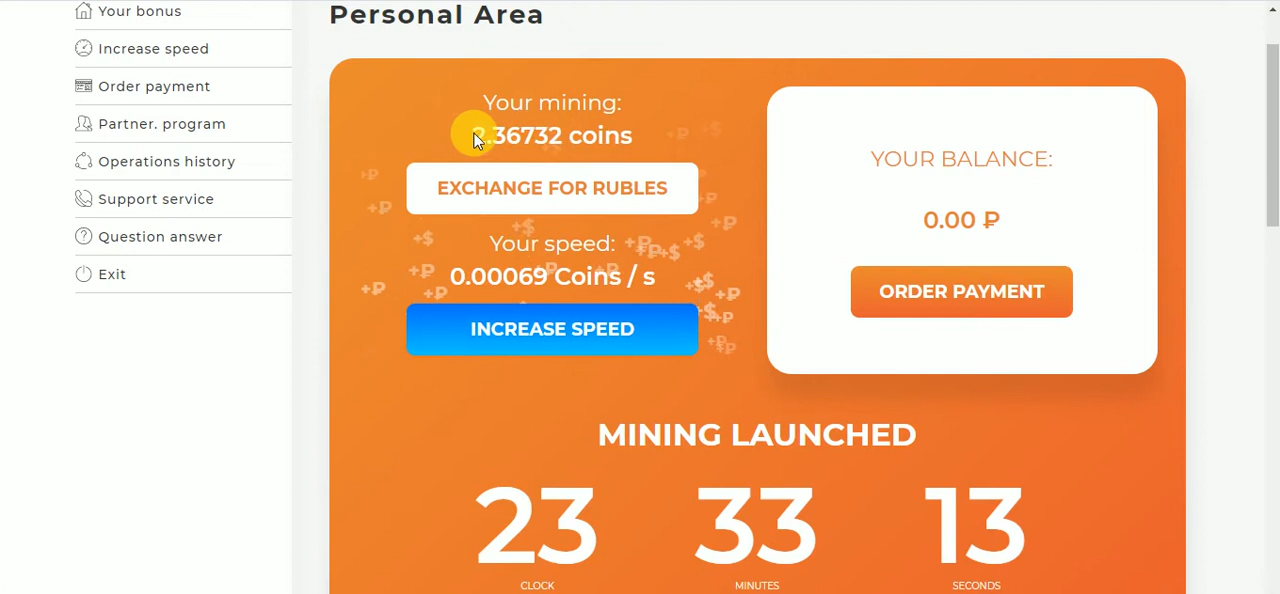 Your bonus
Increase speed
Order payment
Partner. program
Operations history
Support service
Question answer
Exit
Personal Area
Your mining:
2.36732 coins
EXCHANGE FOR RUBLES
Your speed:
0.00069 Coins / s
INCREASE SPEED
YOUR BALANCE:
0.00 ₽
ORDER PAYMENT
MINING LAUNCHED
23 33 13
CLOCK MINUTES SECONDS